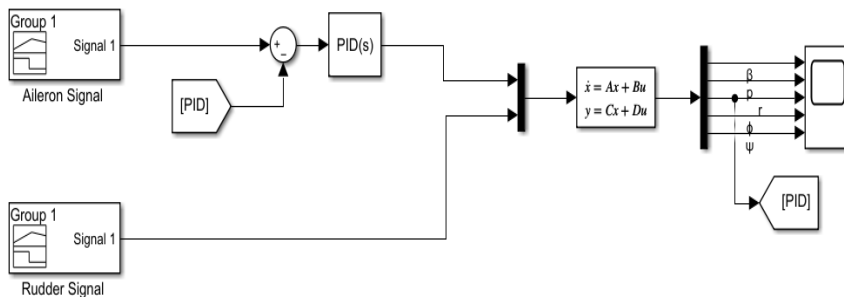 Group 1
Signal 1
Aileron Signal
+
−
PID(s)
[PID]
ẋ = Ax + Bu
y = Cx + Du
β
p
r
ϕ
ψ
[PID]
Group 1
Signal 1
Rudder Signal